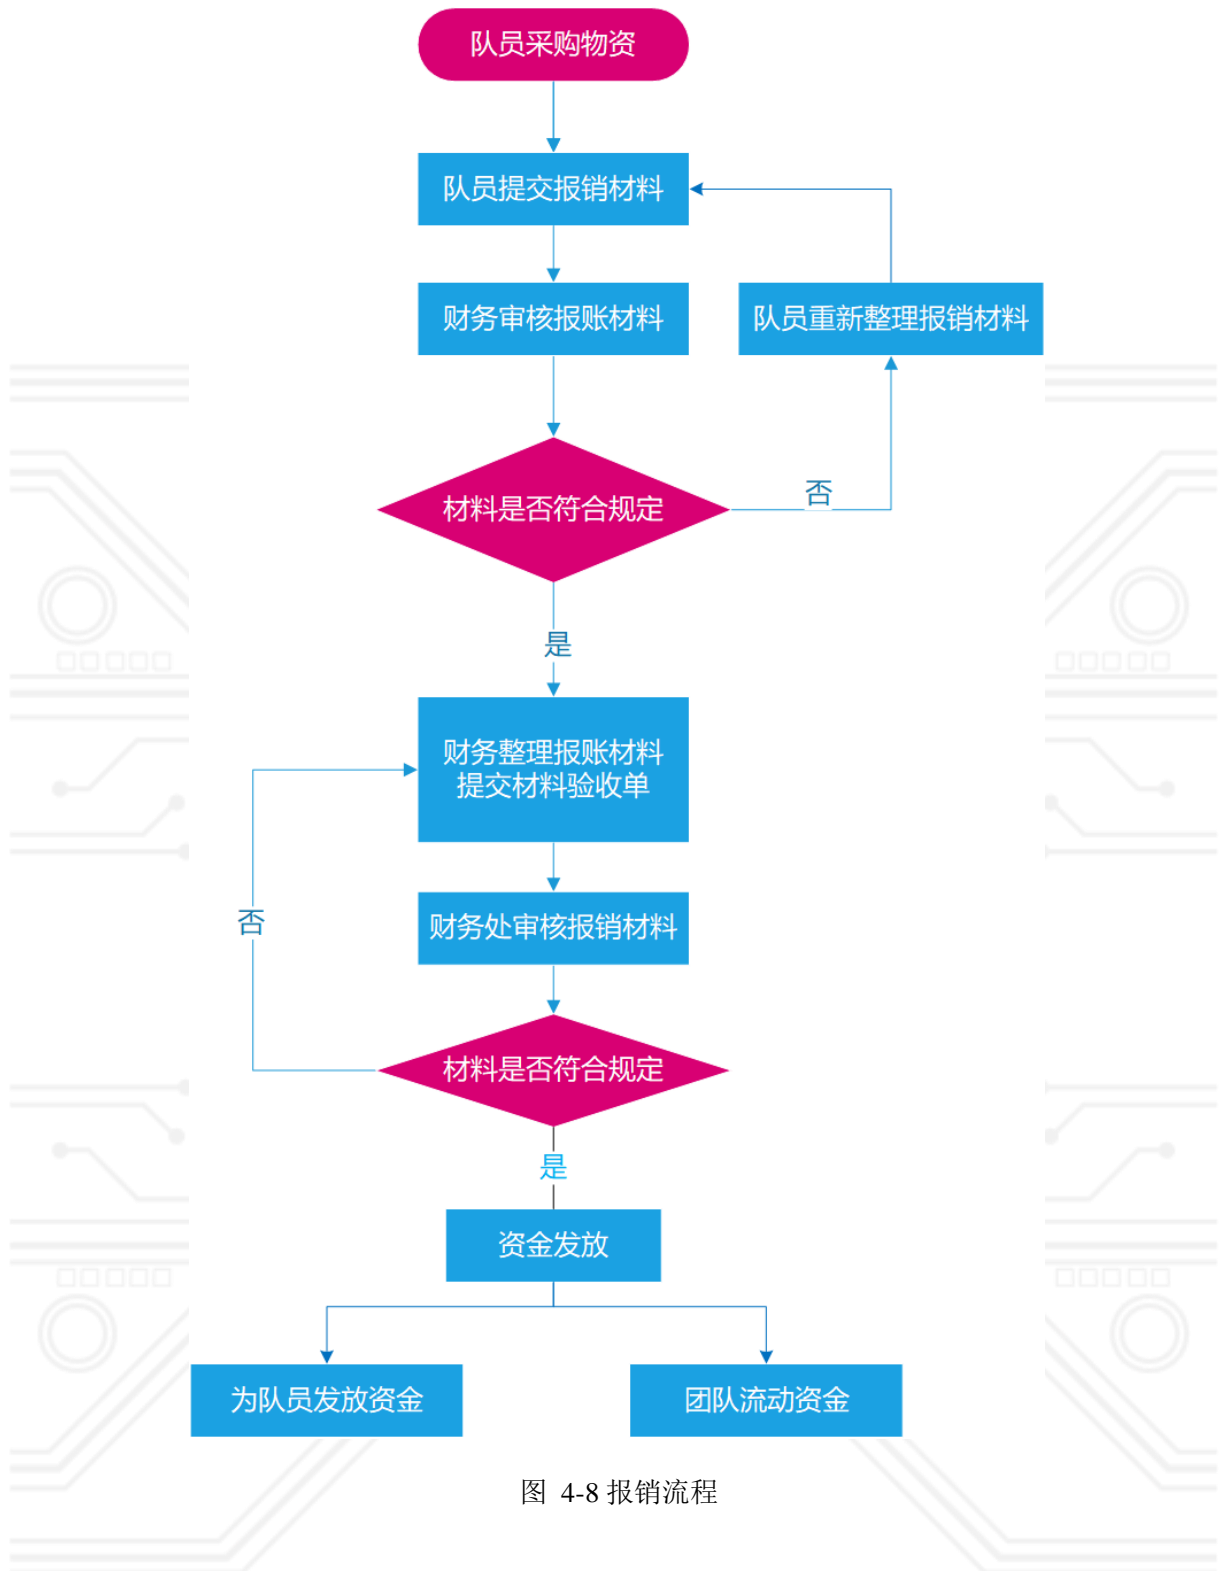 队员采购物资
队员提交报销材料
财务审核报账材料
队员重新整理报销材料
材料是否符合规定
否
是
财务整理报账材料
提交材料验收单
否
财务处审核报销材料
材料是否符合规定
是
资金发放
为队员发放资金
团队流动资金
图 4-8 报销流程